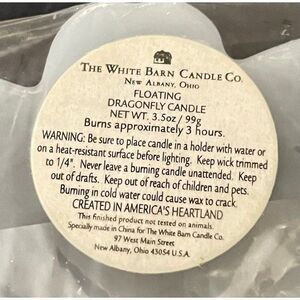 THE WHITE BARN CANDLE CO.
NEW ALBANY, OHIO
FLOATING
DRAGONFLY CANDLE
NET WT. 3.5oz/ 99g
Burns approximately 3 hours.
WARNING: Be sure to place candle in a holder with water or
on a heat-resistant surface before lighting. Keep wick trimmed
to 1/4". Never leave a burning candle unattended. Keep
out of drafts. Keep out of reach of children and pets.
Burning in cold water could cause wax to crack.
CREATED IN AMERICA'S HEARTLAND
This finished product not tested on animals.
Specially made in China for The White Barn Candle Co.
97 West Main Street
New Albany, Ohio 43054 U.S.A.